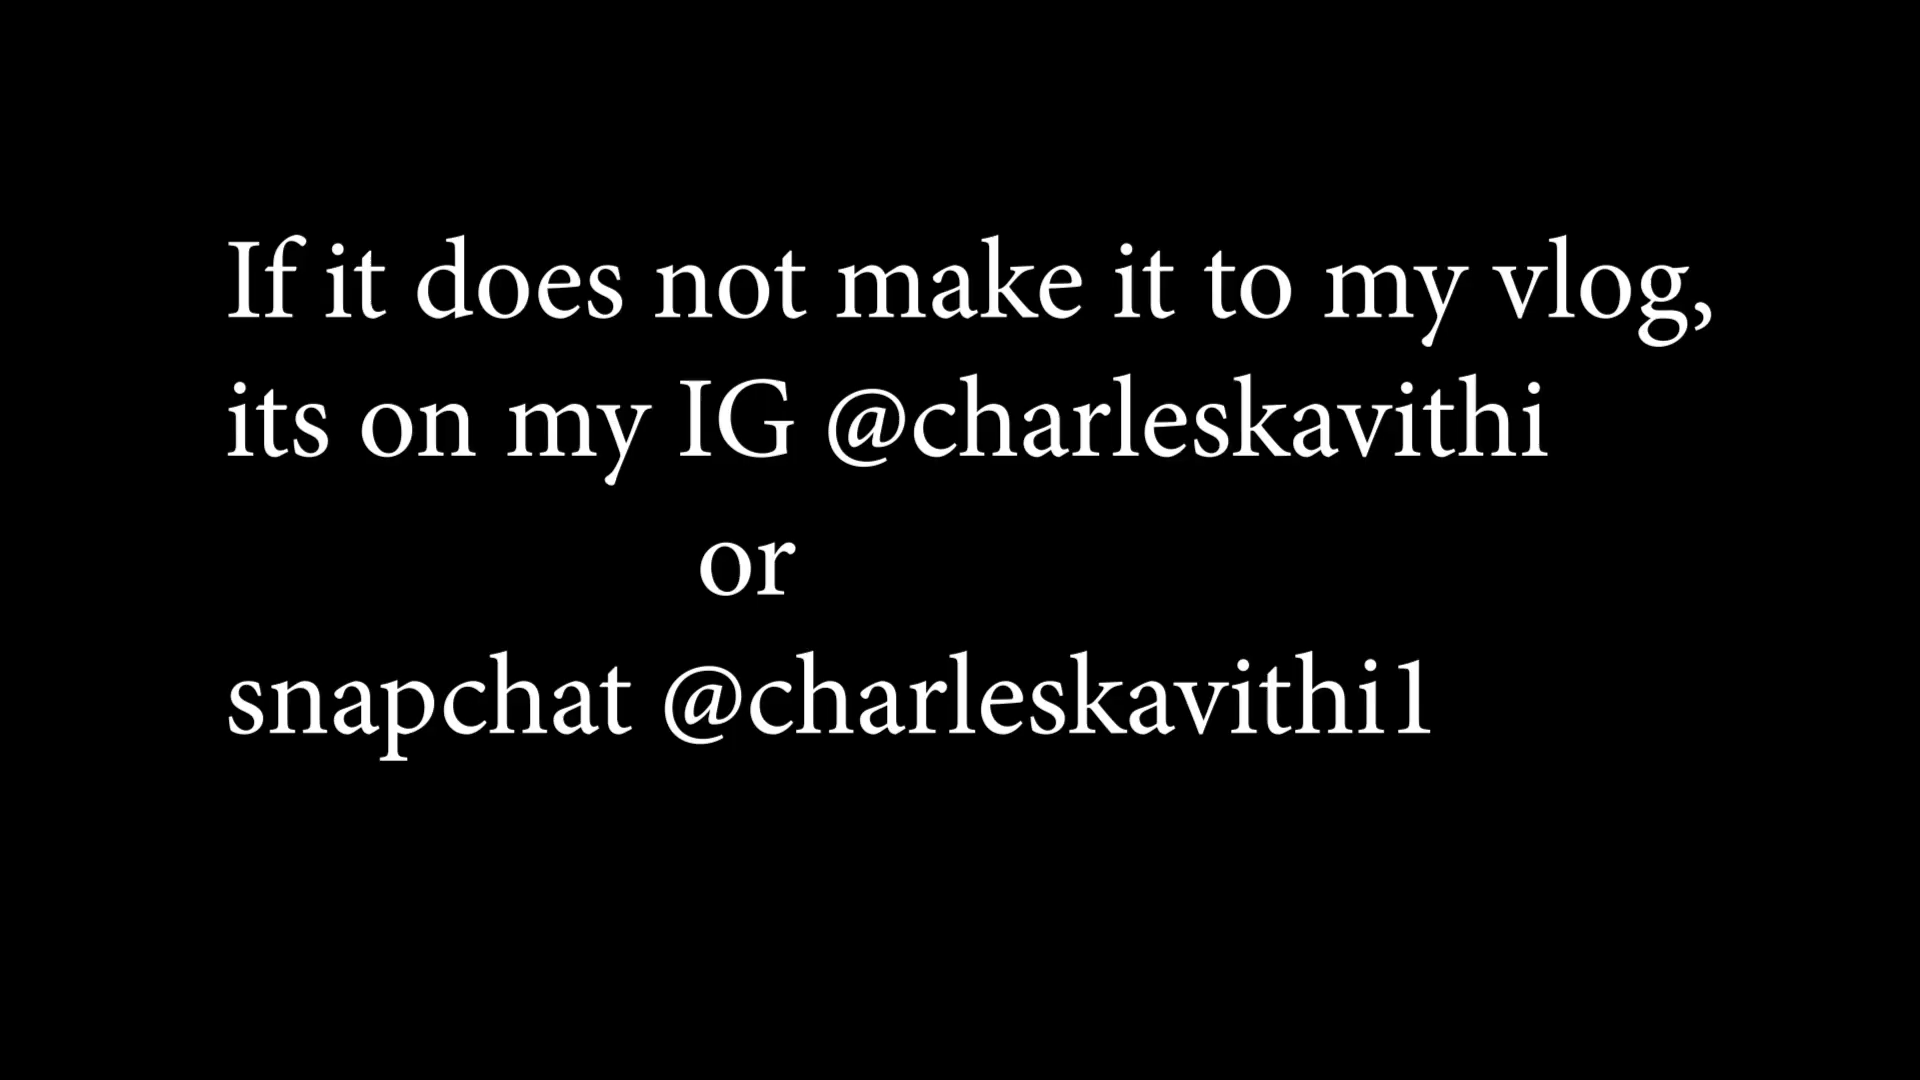 If it does not make it to my vlog,
its on my IG @charleskavithi
or
snapchat @charleskavithi1